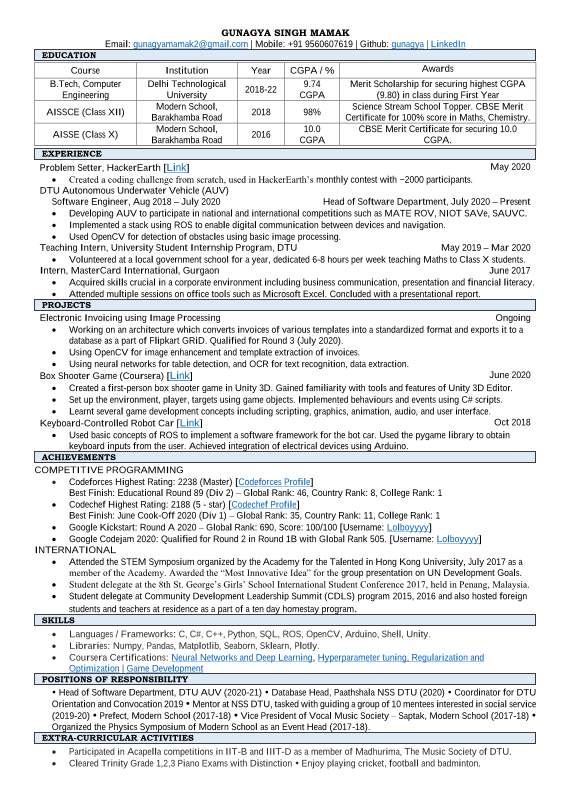 GUNAGYA SINGH MAMAK
Email: gunagyamamak2@gmail.com | Mobile: +91 9560607619 | Github: gunagya | LinkedIn
EDUCATION
Course Institution Year CGPA / % Awards
B.Tech, Computer Engineering Delhi Technological University 2018-22 9.74 CGPA Merit Scholarship for securing highest CGPA (9.80) in class during First Year
AISSCE (Class XII) Modern School, Barakhamba Road 2018 98% Science Stream School Topper. CBSE Merit Certificate for 100% score in Maths, Chemistry.
AISSE (Class X) Modern School, Barakhamba Road 2016 10.0 CGPA CBSE Merit Certificate for securing 10.0 CGPA.
EXPERIENCE
Problem Setter, HackerEarth [Link] May 2020
• Created a coding challenge from scratch, used in HackerEarth's monthly contest with ~2000 participants.
DTU Autonomous Underwater Vehicle (AUV)
Software Engineer, Aug 2018 – July 2020 Head of Software Department, July 2020 – Present
• Developing AUV to participate in national and international competitions such as MATE ROV, NIOT SAVe, SAUVC.
• Implemented a stack using ROS to enable digital communication between devices and navigation.
• Used OpenCV for detection of obstacles using basic image processing.
Teaching Intern, University Student Internship Program, DTU May 2019 – Mar 2020
• Volunteered at a local government school for a year, dedicated 6-8 hours per week teaching Maths to Class X students.
Intern, MasterCard International, Gurgaon June 2017
• Acquired skills crucial in a corporate environment including business communication, presentation and financial literacy.
• Attended multiple sessions on office tools such as Microsoft Excel. Concluded with a presentational report.
PROJECTS
Electronic Invoicing using Image Processing Ongoing
• Working on an architecture which converts invoices of various templates into a standardized format and exports it to a
database as a part of Flipkart GRiD. Qualified for Round 3 (July 2020).
• Using OpenCV for image enhancement and template extraction of invoices.
• Using neural networks for table detection, and OCR for text recognition, data extraction.
Box Shooter Game (Coursera) [Link] June 2020
• Created a first-person box shooter game in Unity 3D. Gained familiarity with tools and features of Unity 3D Editor.
• Set up the environment, player, targets using game objects. Implemented behaviours and events using C# scripts.
• Learnt several game development concepts including scripting, graphics, animation, audio, and user interface.
Keyboard-Controlled Robot Car [Link] Oct 2018
• Used basic concepts of ROS to implement a software framework for the bot car. Used the pygame library to obtain
keyboard inputs from the user. Achieved integration of electrical devices using Arduino.
ACHIEVEMENTS
COMPETITIVE PROGRAMMING
• Codeforces Highest Rating: 2238 (Master) [Codeforces Profile]
Best Finish: Educational Round 89 (Div 2) – Global Rank: 46, Country Rank: 8, College Rank: 1
• Codechef Highest Rating: 2188 (5 - star) [Codechef Profile]
Best Finish: June Cook-Off 2020 (Div 1) – Global Rank: 35, Country Rank: 11, College Rank: 1
• Google Kickstart: Round A 2020 – Global Rank: 690, Score: 100/100 [Username: Lolboyyyy]
• Google Codejam 2020: Qualified for Round 2 in Round 1B with Global Rank 505. [Username: Lolboyyyy]
INTERNATIONAL
• Attended the STEM Symposium organized by the Academy for the Talented in Hong Kong University, July 2017 as a
member of the Academy. Awarded the “Most Innovative Idea” for the group presentation on UN Development Goals.
• Student delegate at the 8th St. George's Girls' School International Student Conference 2017, held in Penang, Malaysia.
• Student delegate at Community Development Leadership Summit (CDLS) program 2015, 2016 and also hosted foreign
students and teachers at residence as a part of a ten day homestay program.
SKILLS
• Languages / Frameworks: C, C#, C++, Python, SQL, ROS, OpenCV, Arduino, Shell, Unity.
• Libraries: Numpy, Pandas, Matplotlib, Seaborn, Sklearn, Plotly.
• Coursera Certifications: Neural Networks and Deep Learning, Hyperparameter tuning, Regularization and
Optimization | Game Development
POSITIONS OF RESPONSIBILITY
• Head of Software Department, DTU AUV (2020-21) • Database Head, Paathshala NSS DTU (2020) • Coordinator for DTU
Orientation and Convocation 2019 • Mentor at NSS DTU, tasked with guiding a group of 10 mentees interested in social service
(2019-20) • Prefect, Modern School (2017-18) • Vice President of Vocal Music Society – Saptak, Modern School (2017-18) •
Organized the Physics Symposium of Modern School as an Event Head (2017-18).
EXTRA-CURRICULAR ACTIVITIES
• Participated in Acapella competitions in IIT-B and IIIT-D as a member of Madhurima, The Music Society of DTU.
• Cleared Trinity Grade 1,2,3 Piano Exams with Distinction • Enjoy playing cricket, football and badminton.